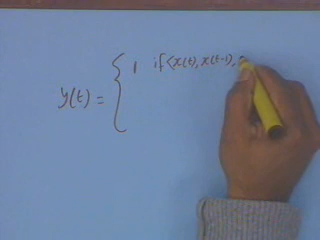 1 if <x(t), x(t-1),
y(t) = {